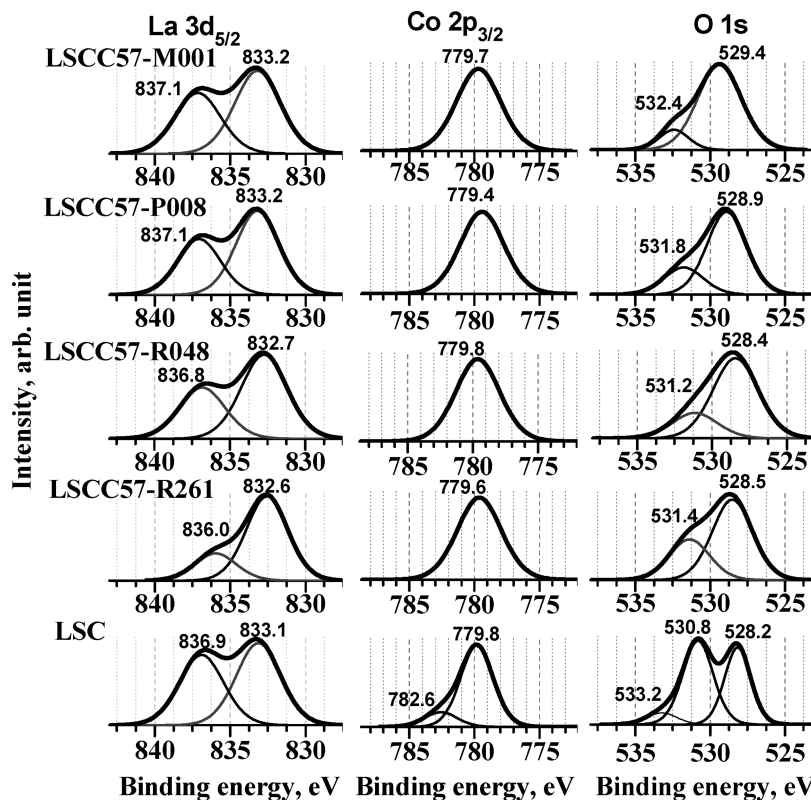 La 3d5/2 Co 2p3/2 O 1s
LSCC57-M001
837.1 833.2 779.7 532.4 529.4
840 835 830 785 780 775 535 530 525
LSCC57-P008
837.1 833.2 779.4 531.8 528.9
840 835 830 785 780 775 535 530 525
LSCC57-R048
836.8 832.7 779.8 531.2 528.4
840 835 830 785 780 775 535 530 525
LSCC57-R261
836.0 832.6 779.6 531.4 528.5
840 835 830 785 780 775 535 530 525
LSC
836.9 833.1 782.6 779.8 533.2 530.8 528.2
840 835 830 785 780 775 535 530 525
Binding energy, eV Binding energy, eV Binding energy, eV
Intensity, arb. unit